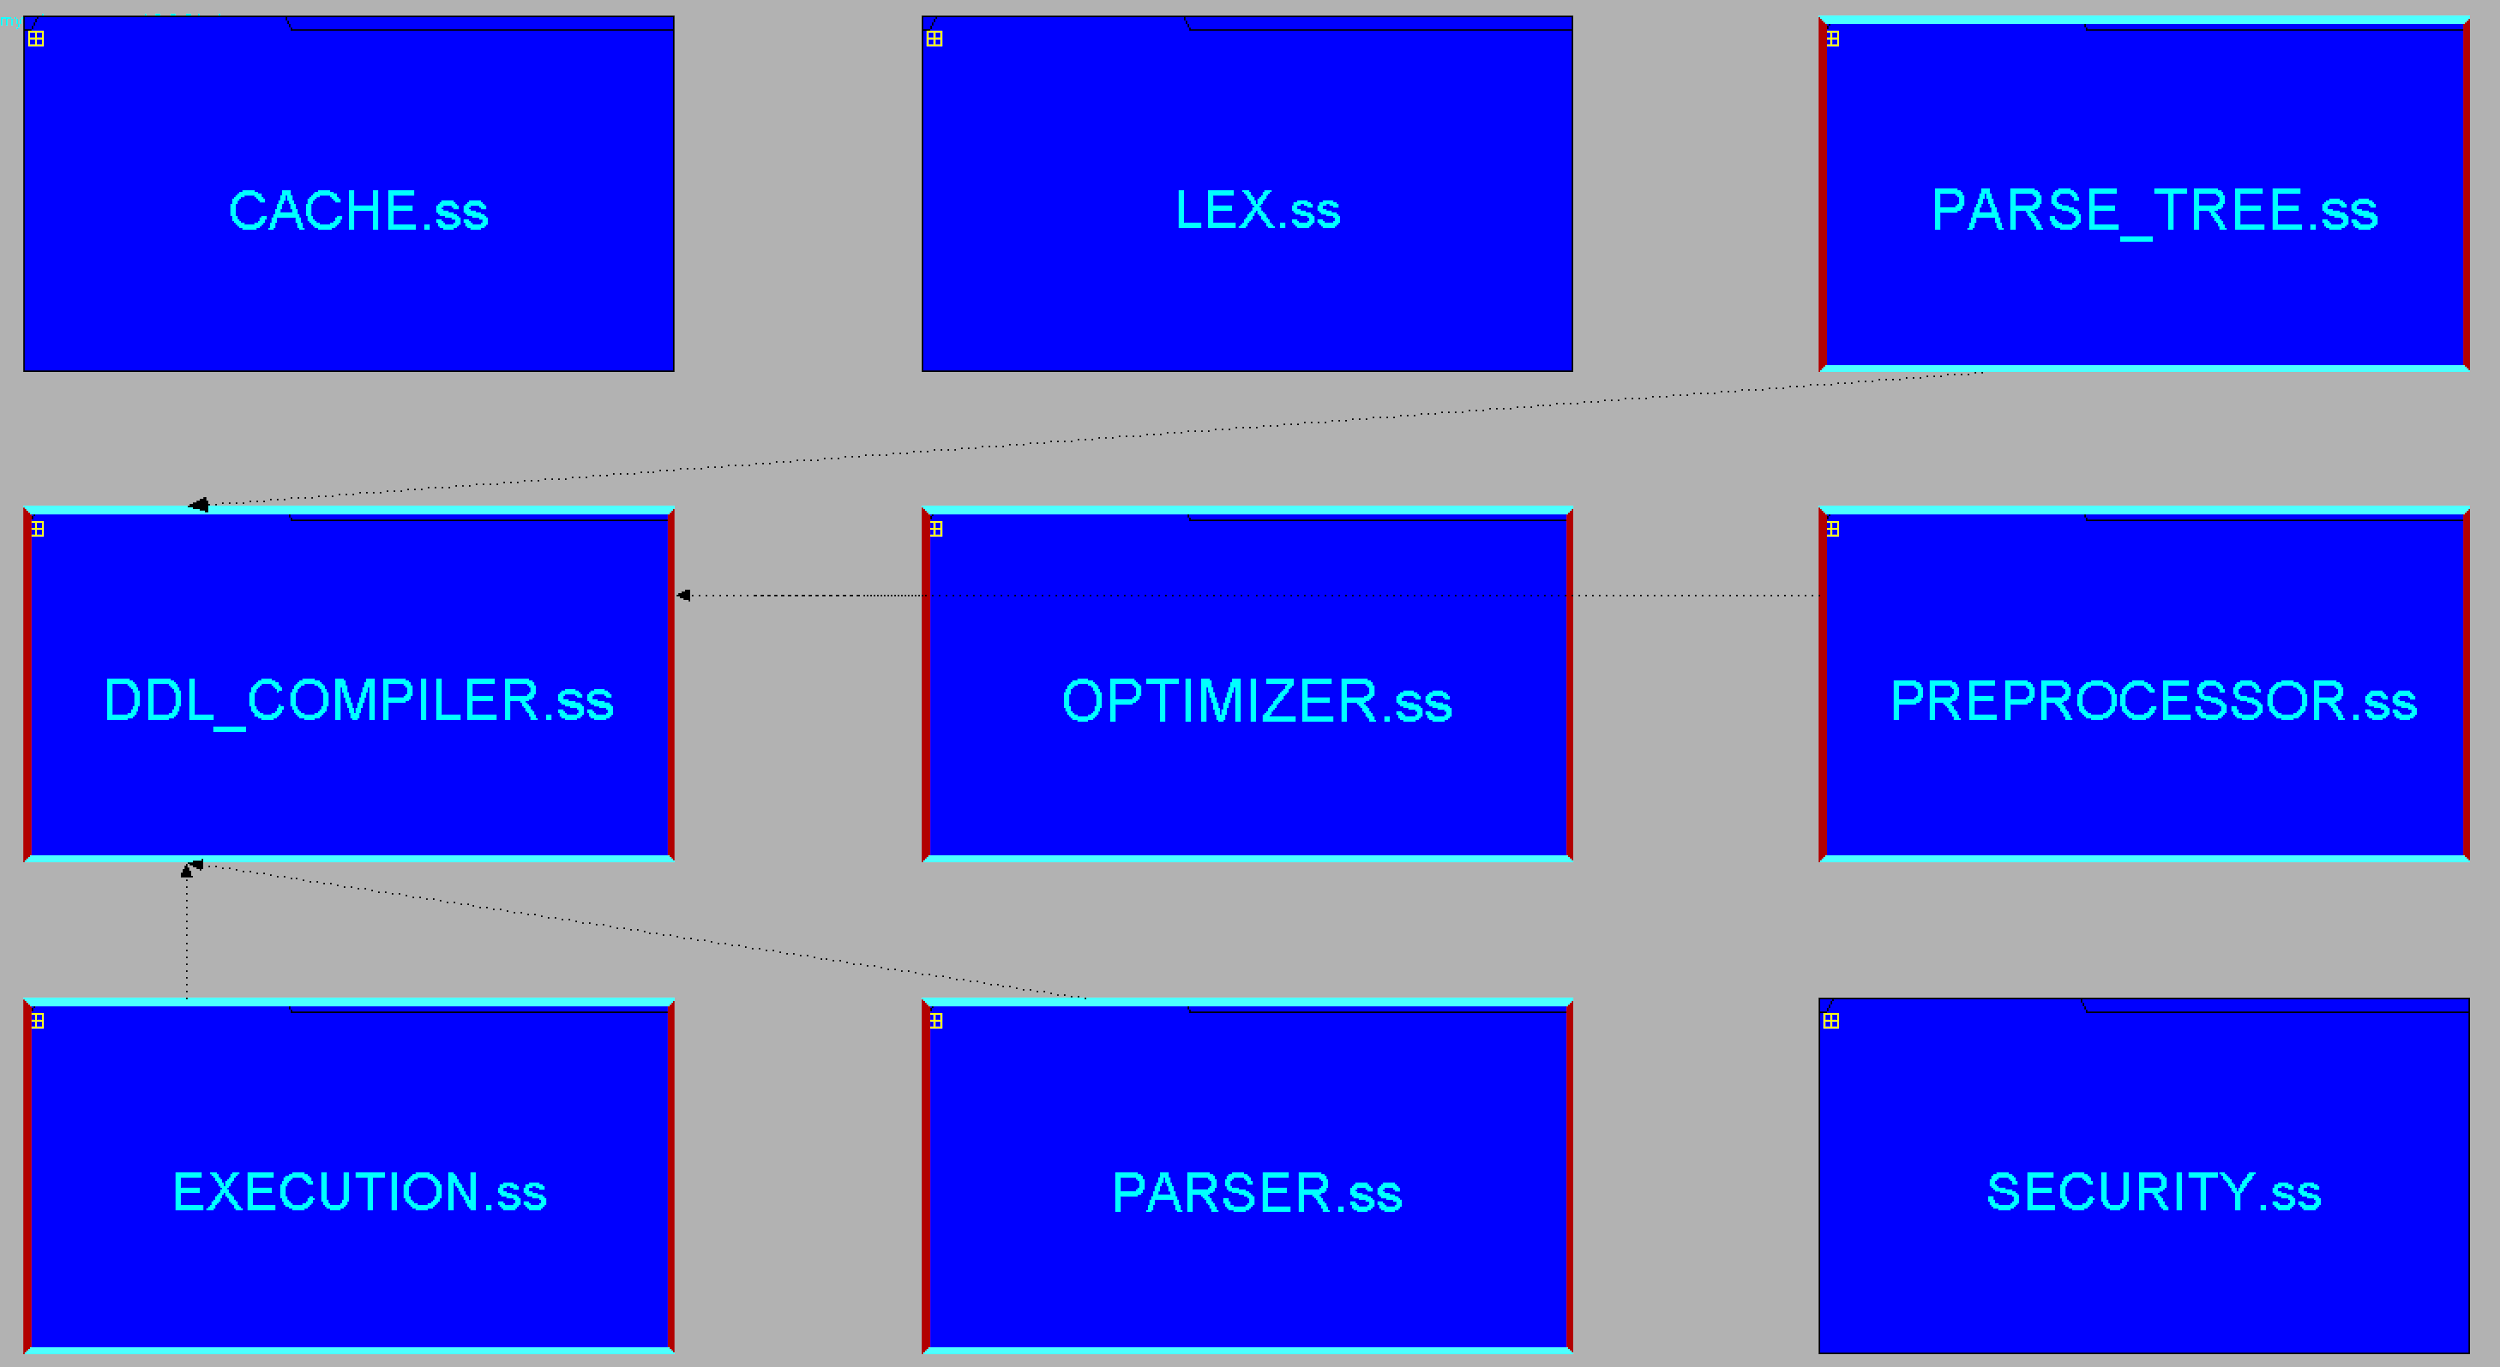 CACHE.ss
LEX.ss
PARSE_TREE.ss
DDL_COMPILER.ss
OPTIMIZER.ss
PREPROCESSOR.ss
EXECUTION.ss
PARSER.ss
SECURITY.ss